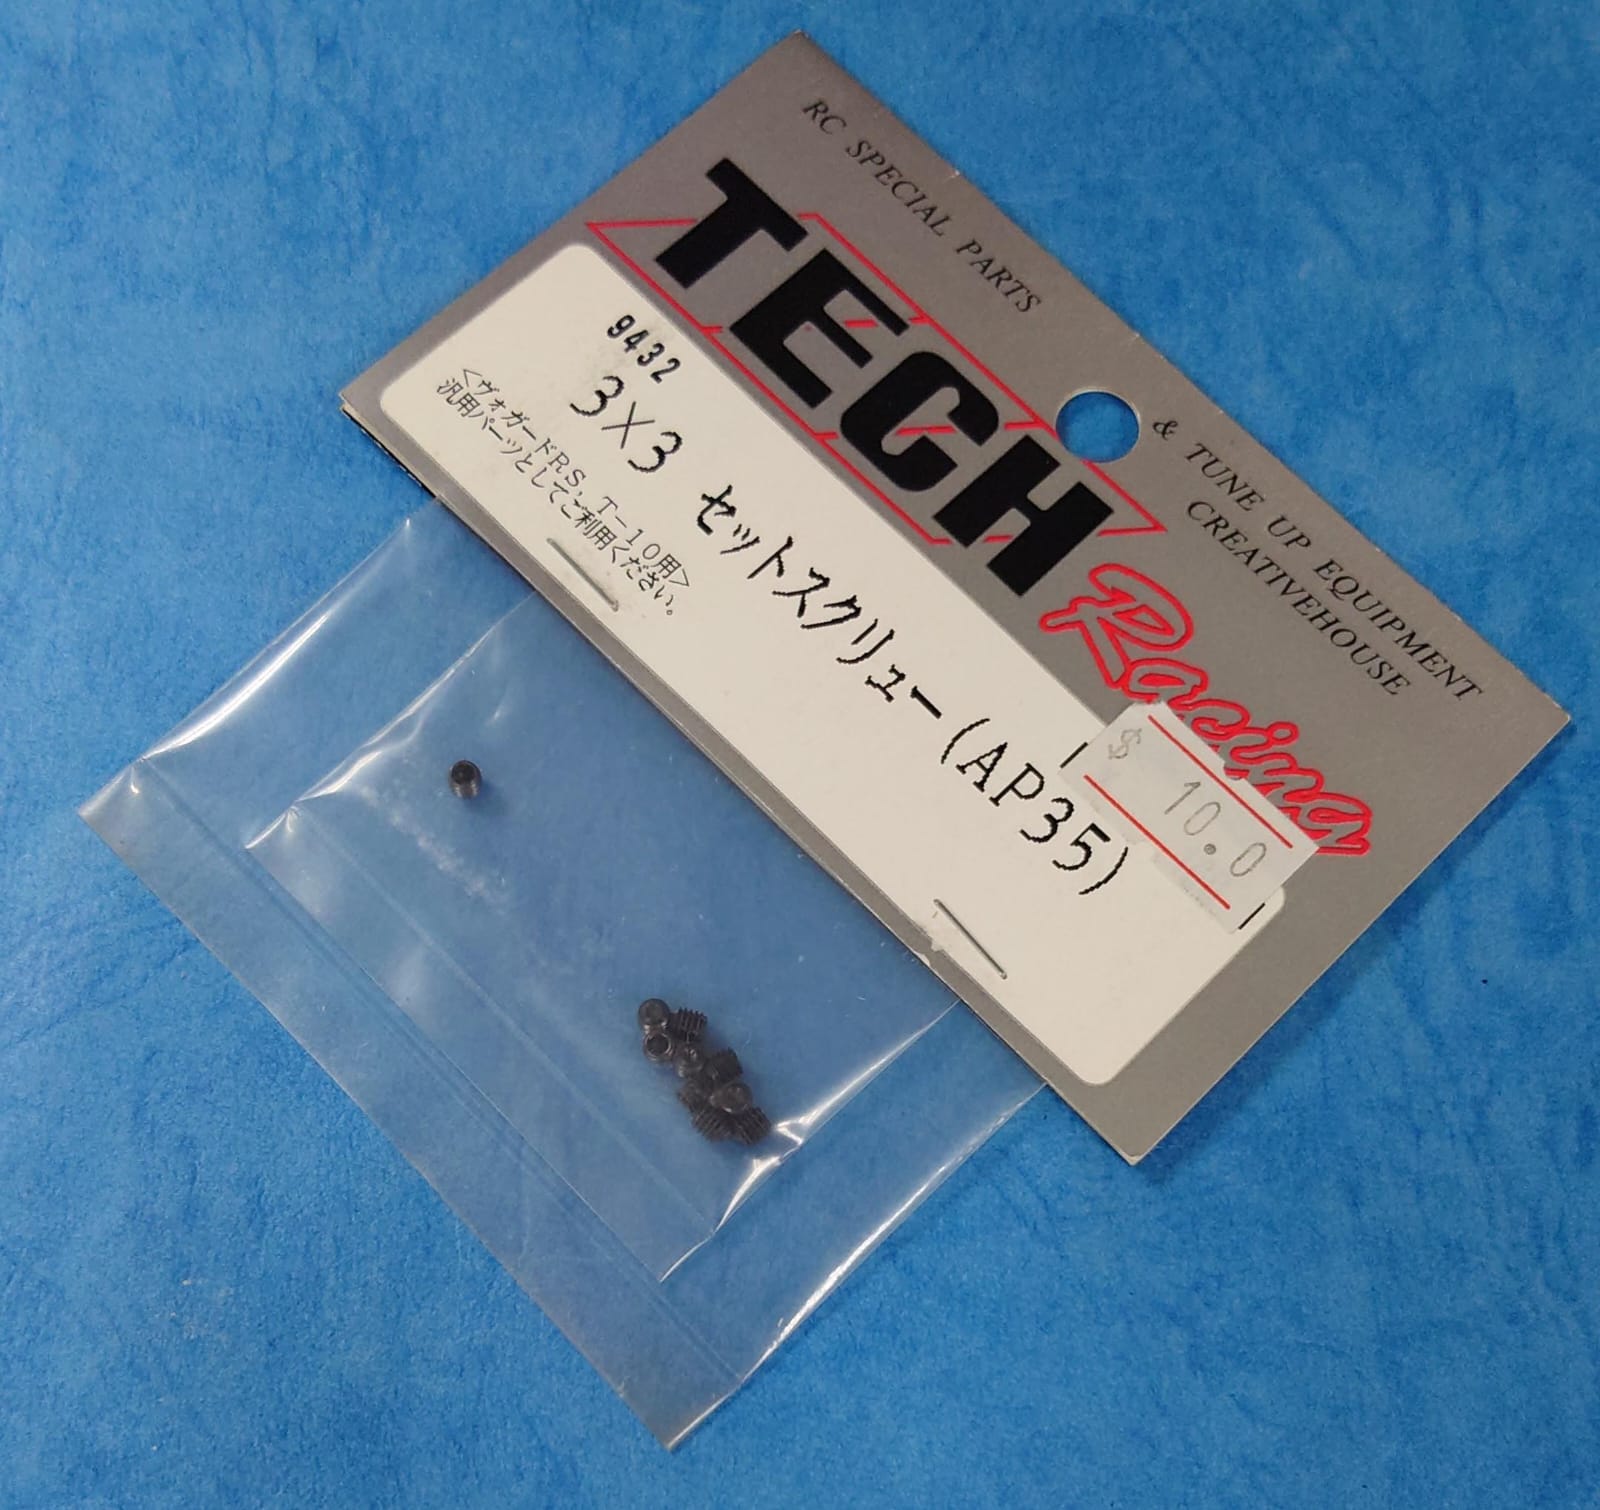 RC SPECIAL PARTS
& TUNE UP EQUIPMENT
CREATIVEHOUSE
TECH
Racing
9432
3×3 セットスクリュー(AP35)
<ヴォガードRS, T-10用>
汎用パーツとしてご利用ください。
$ 10.0